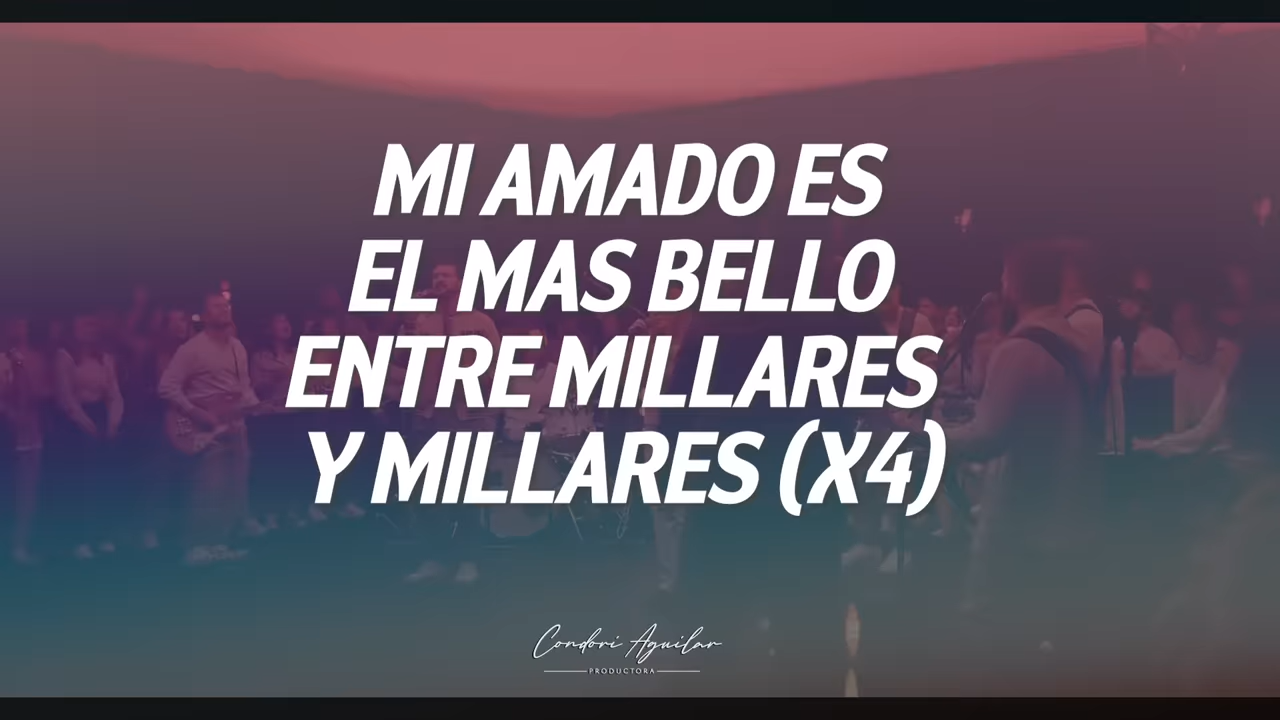 MI AMADO ES
EL MAS BELLO
ENTRE MILLARES
Y MILLARES (X4)
Condori Aguilar
PRODUCTORA